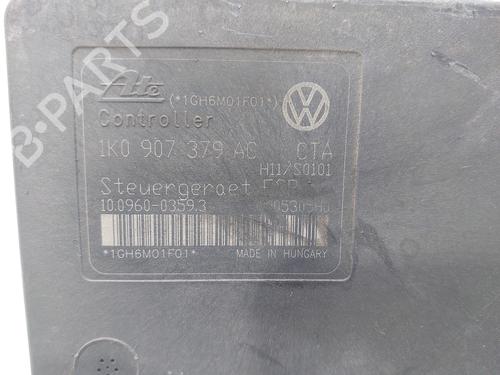 Ate (*1GH6M01F01*)
Controller
1K0 907 379 AC CTA
H11/S0101
Steuergeraet ESP
10.0960-0359.3
*1GH6M01F01* MADE IN HUNGARY
B-PARTS